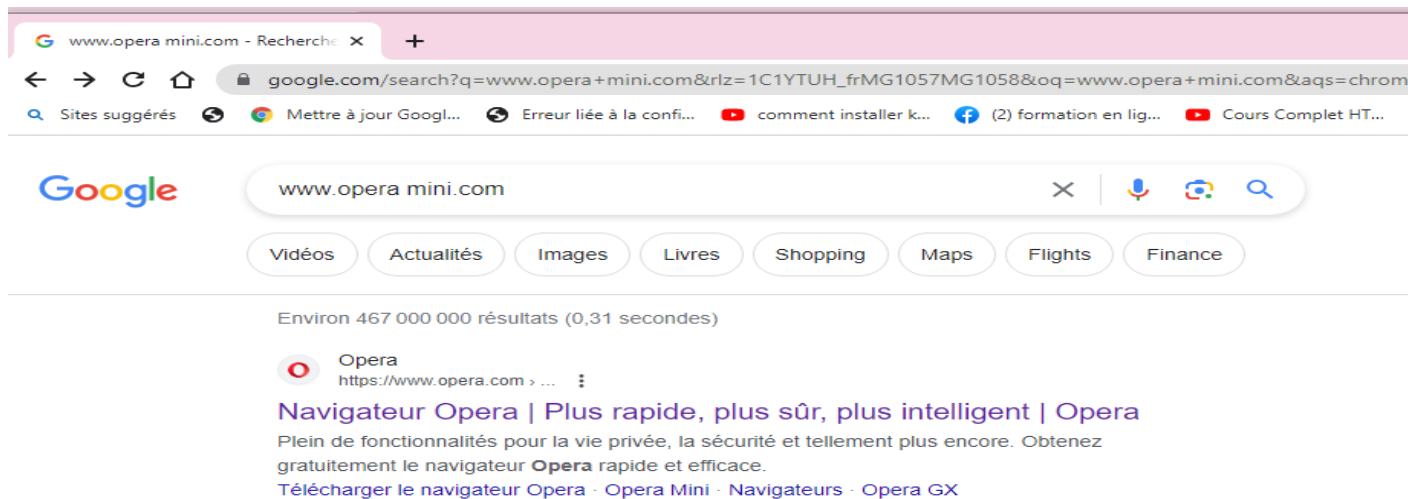 www.opera mini.com - Recherche
google.com/search?q=www.opera+mini.com&rlz=1C1YTUH_frMG1057MG1058&oq=www.opera+mini.com&aqs=chrom
Sites suggérés Mettre à jour Googl... Erreur liée à la confi... comment installer k... (2) formation en lig... Cours Complet HT...
Google www.opera mini.com
Vidéos Actualités Images Livres Shopping Maps Flights Finance
Environ 467 000 000 résultats (0,31 secondes)
Opera
https://www.opera.com › ...
Navigateur Opera | Plus rapide, plus sûr, plus intelligent | Opera
Plein de fonctionnalités pour la vie privée, la sécurité et tellement plus encore. Obtenez
gratuitement le navigateur Opera rapide et efficace.
Télécharger le navigateur Opera · Opera Mini · Navigateurs · Opera GX